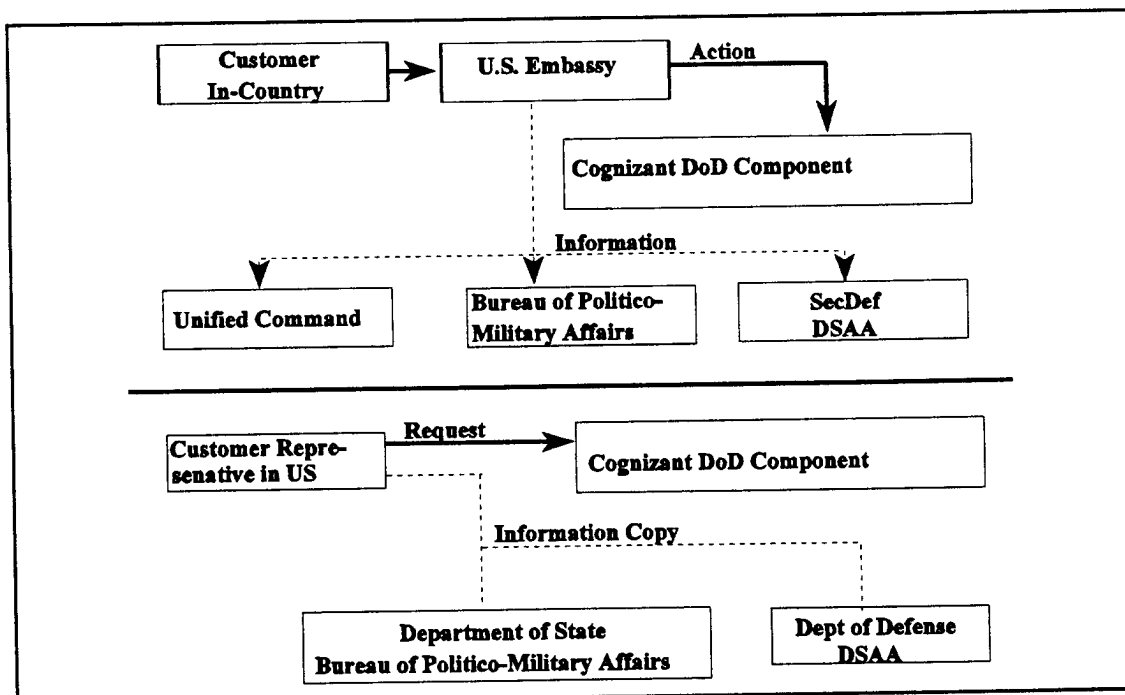 Customer
In-Country
U.S. Embassy
Action
Cognizant DoD Component
Information
Unified Command
Bureau of Politico-
Military Affairs
SecDef
DSAA
Customer Repre-
senative in US
Request
Cognizant DoD Component
Information Copy
Department of State
Bureau of Politico-Military Affairs
Dept of Defense
DSAA